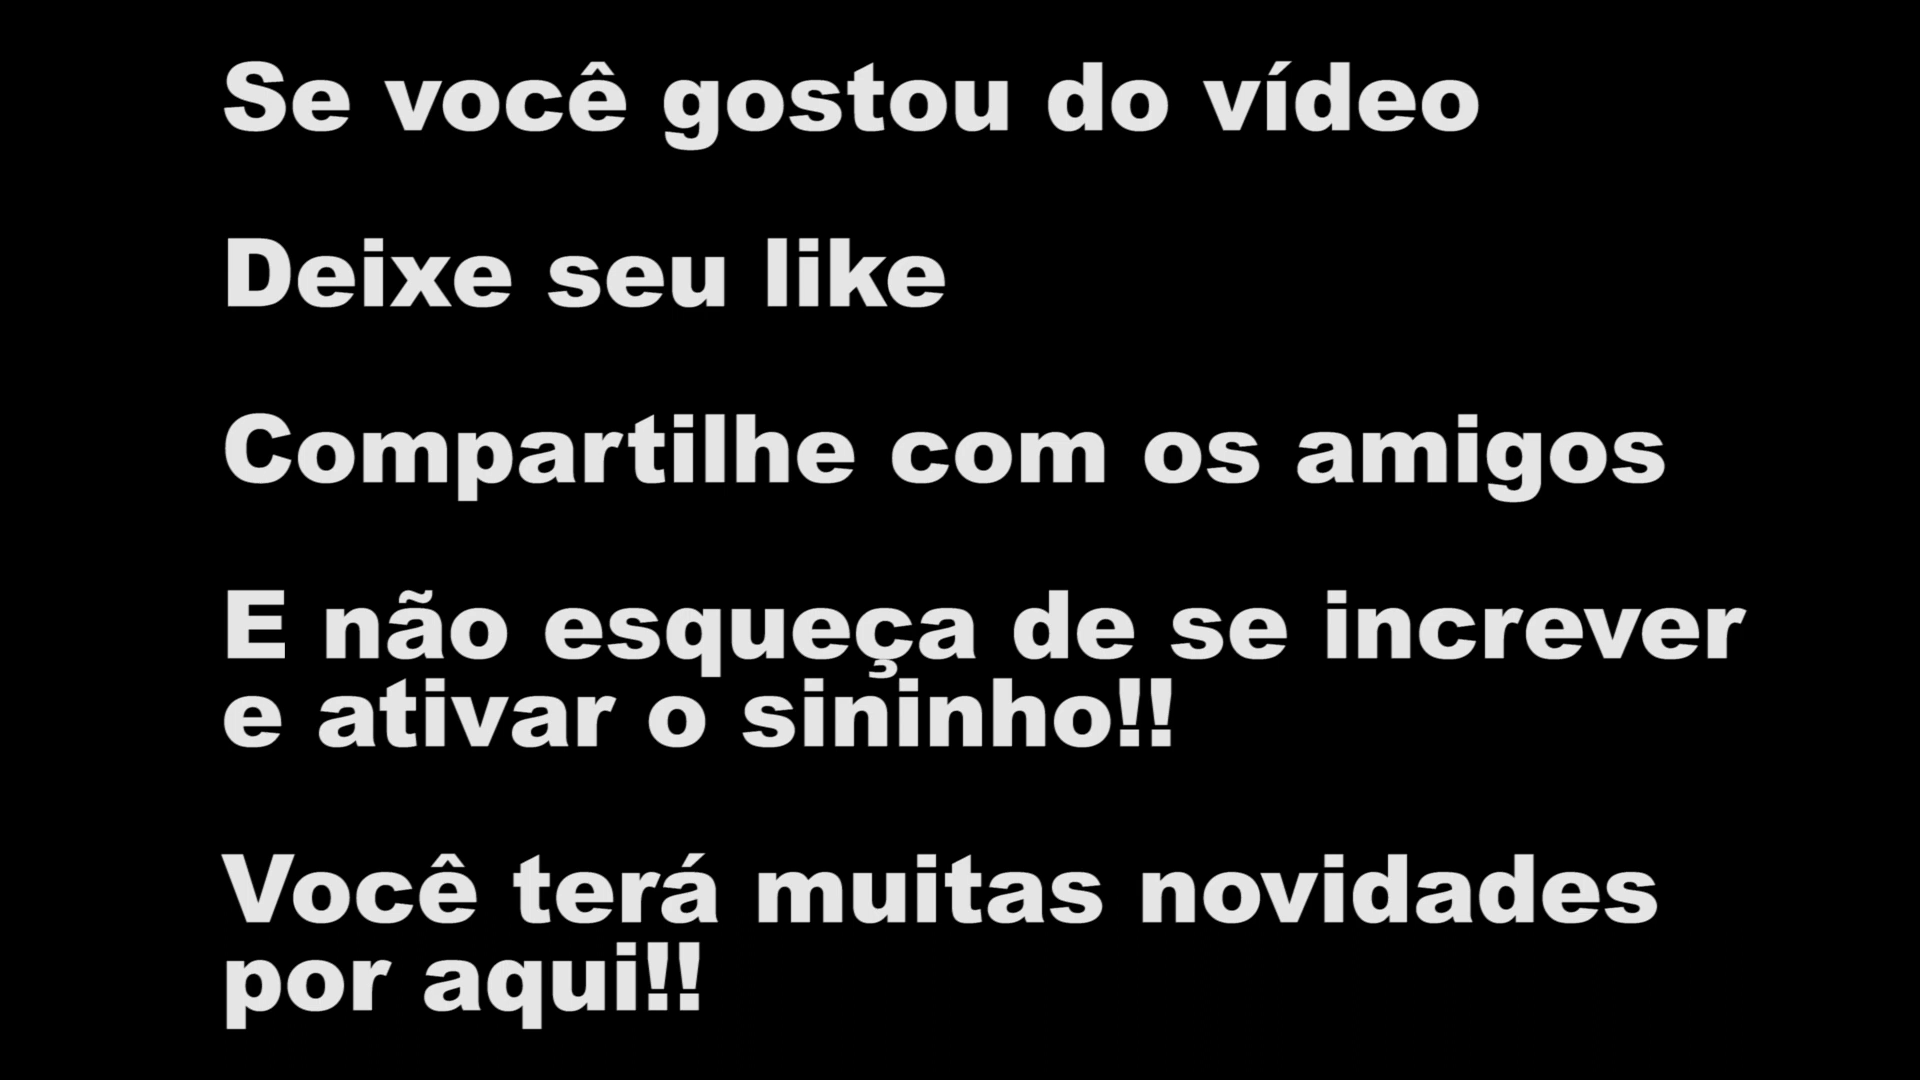 Se você gostou do vídeo
Deixe seu like
Compartilhe com os amigos
E não esqueça de se increver
e ativar o sininho!!
Você terá muitas novidades
por aqui!!